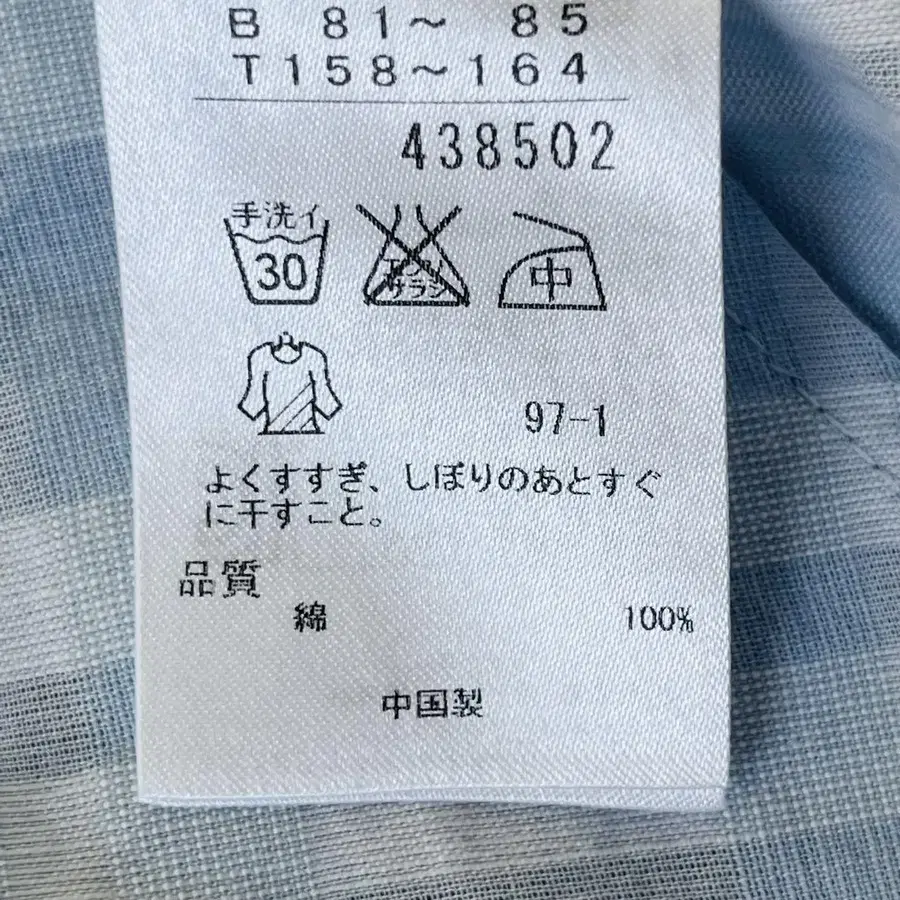 B 81～ 85
T158～164
438502
手洗イ
30
エンソ
サラシ
中
97-1
よくすすぎ、しぼりのあとすぐ
に干すこと。
品質
綿 100%
中国製